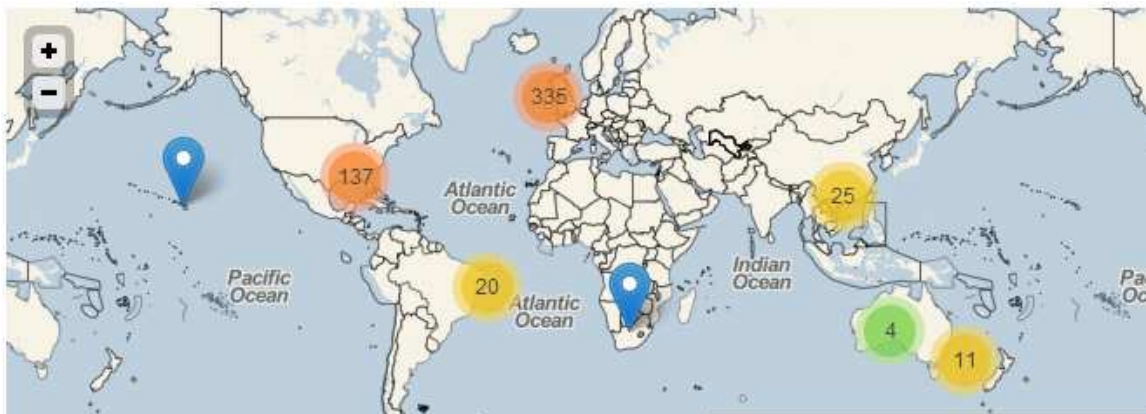 +
−
335
137
Atlantic
Ocean
25
Pacific
Ocean
20
Atlantic
Ocean
Indian
Ocean
4
11
Pa
Oc